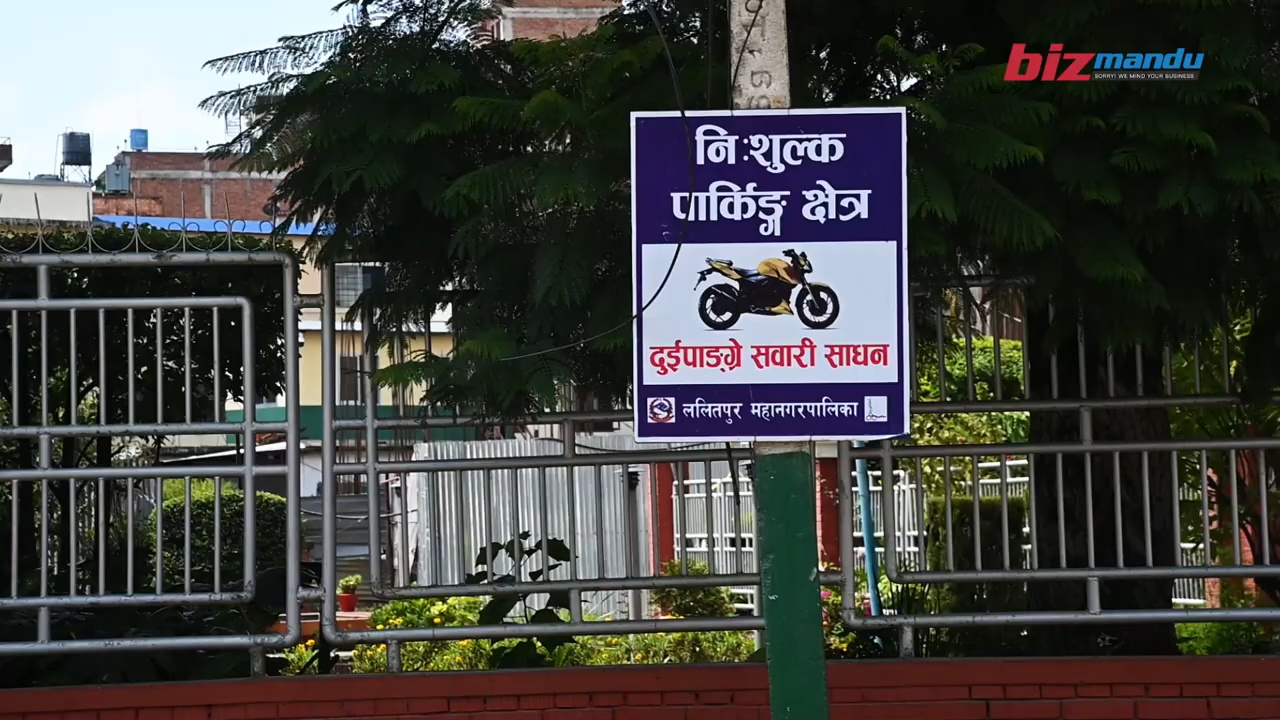 bizmandu
SORRY! WE MIND YOUR BUSINESS
नि:शुल्क
पार्किङ्ग क्षेत्र
दुईपाङ्ग्रे सवारी साधन
ललितपुर महानगरपालिका